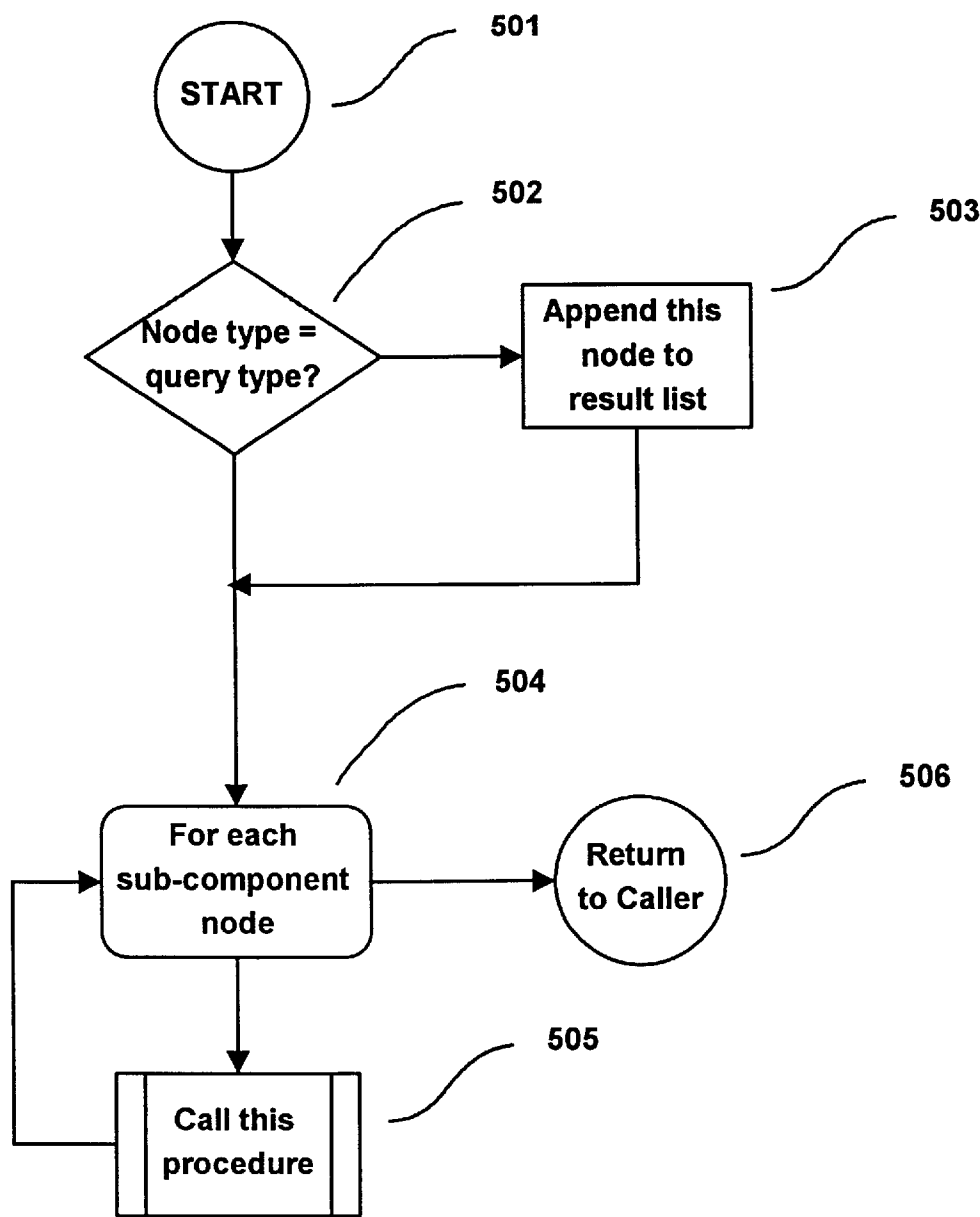 501
START
502
503
Node type =
query type?
Append this
node to
result list
504
506
For each
sub-component
node
Return
to Caller
505
Call this
procedure